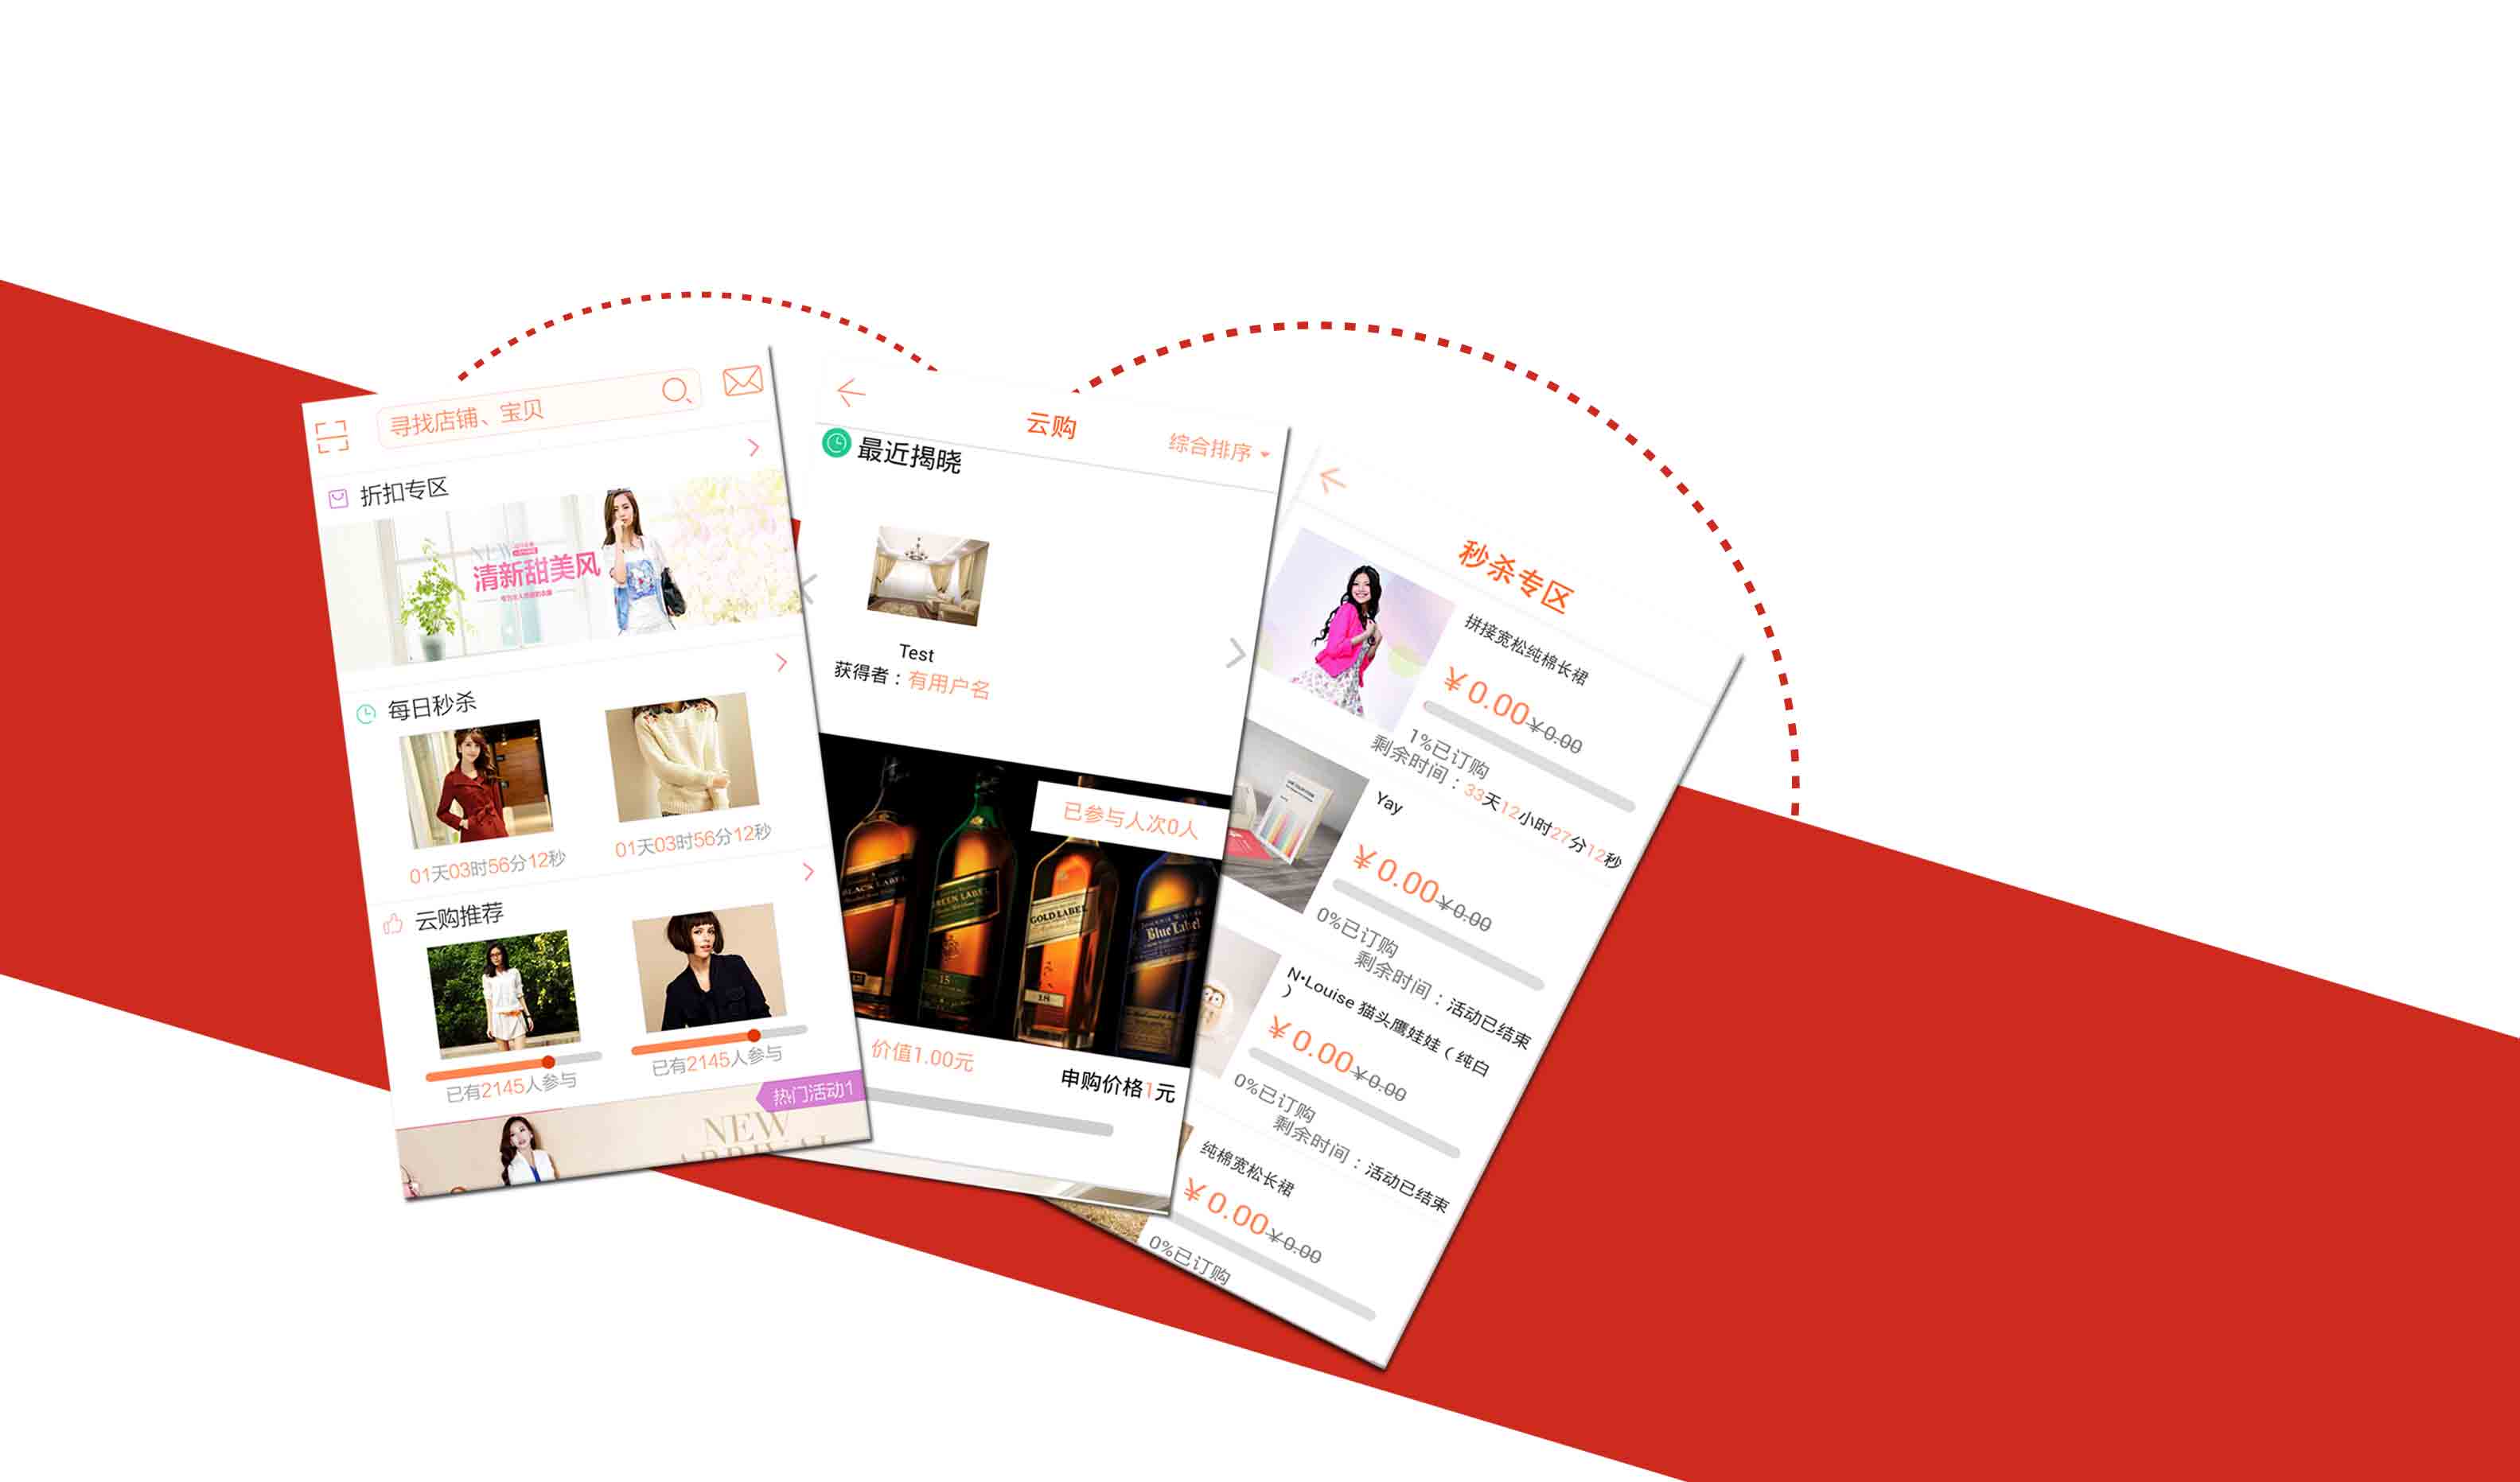 寻找店铺、宝贝
折扣专区
NEW
清新甜美风
每日秒杀
01天03时56分12秒
01天03时56分12秒
云购推荐
已有2145人参与
已有2145人参与
热门活动1
NEW
ARRIVAL
云购
综合排序
最近揭晓
Test
获得者：有用户名
已参与人次0人
BLACK LABEL
GREEN LABEL
15
GOLD LABEL
18
Blue Label
价值1.00元
申购价格1元
秒杀专区
拼接宽松纯棉长裙
¥0.00¥0.00
1%已订购
剩余时间：33天12小时27分12秒
Yay
¥0.00¥0.00
0%已订购
剩余时间：活动已结束
N•Louise 猫头鹰娃娃（纯白
）
¥0.00¥0.00
0%已订购
剩余时间：活动已结束
纯棉宽松长裙
¥0.00¥0.00
0%已订购